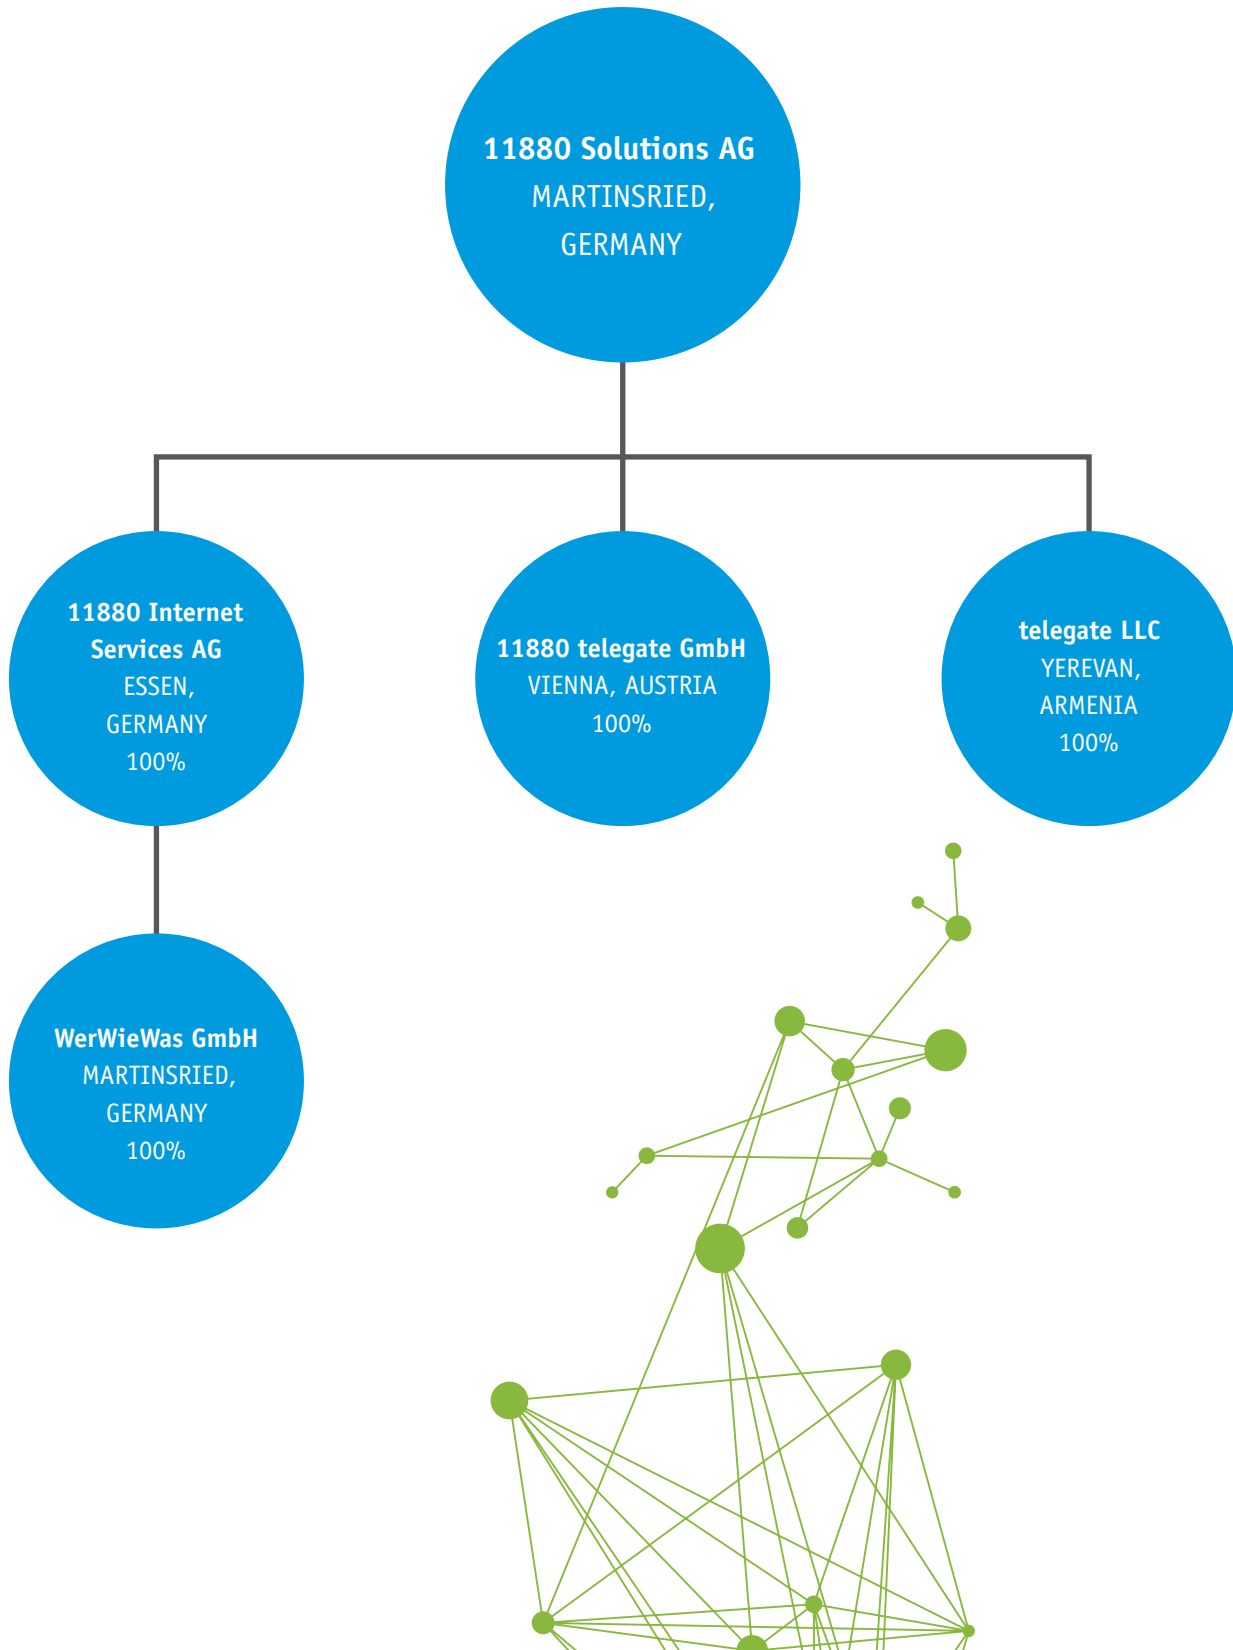 11880 Solutions AG
MARTINSRIED,
GERMANY
11880 Internet
Services AG
ESSEN,
GERMANY
100%
11880 telegate GmbH
VIENNA, AUSTRIA
100%
telegate LLC
YEREVAN,
ARMENIA
100%
WerWieWas GmbH
MARTINSRIED,
GERMANY
100%